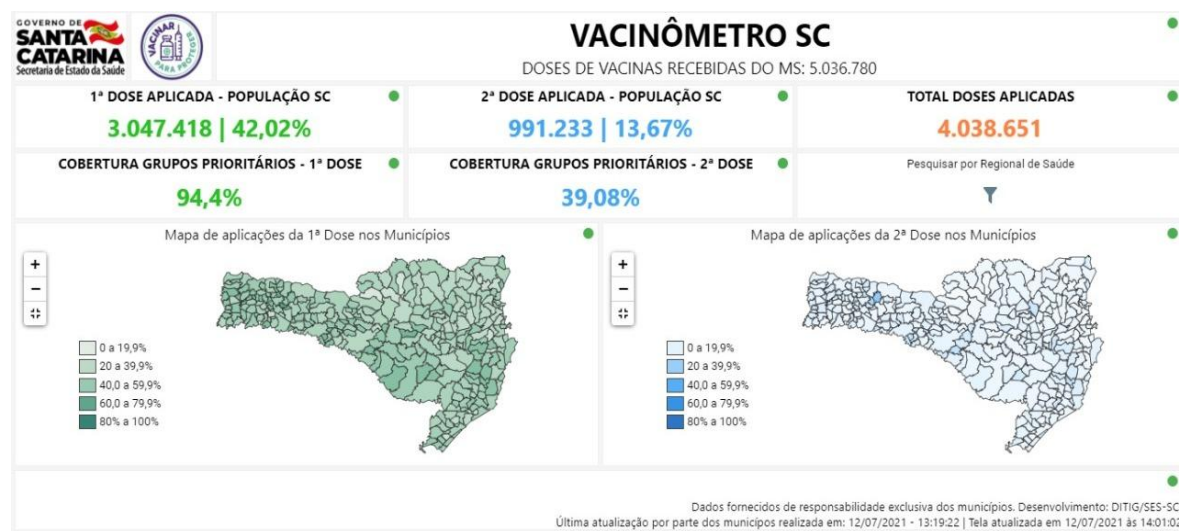 GOVERNO DE
SANTA
CATARINA
Secretaria de Estado da Saúde
VACINAR
PARA PROTEGER
VACINÔMETRO SC
DOSES DE VACINAS RECEBIDAS DO MS: 5.036.780
1ª DOSE APLICADA - POPULAÇÃO SC
3.047.418 | 42,02%
2ª DOSE APLICADA - POPULAÇÃO SC
991.233 | 13,67%
TOTAL DOSES APLICADAS
4.038.651
COBERTURA GRUPOS PRIORITÁRIOS - 1ª DOSE
94,4%
COBERTURA GRUPOS PRIORITÁRIOS - 2ª DOSE
39,08%
Pesquisar por Regional de Saúde
Mapa de aplicações da 1ª Dose nos Municípios
+
−
0 a 19,9%
20 a 39,9%
40,0 a 59,9%
60,0 a 79,9%
80% a 100%
Mapa de aplicações da 2ª Dose nos Municípios
+
−
0 a 19,9%
20 a 39,9%
40,0 a 59,9%
60,0 a 79,9%
80% a 100%
Dados fornecidos de responsabilidade exclusiva dos municípios. Desenvolvimento: DITIG/SES-SC
Última atualização por parte dos municípos realizada em: 12/07/2021 - 13:19:22 | Tela atualizada em 12/07/2021 às 14:01:02